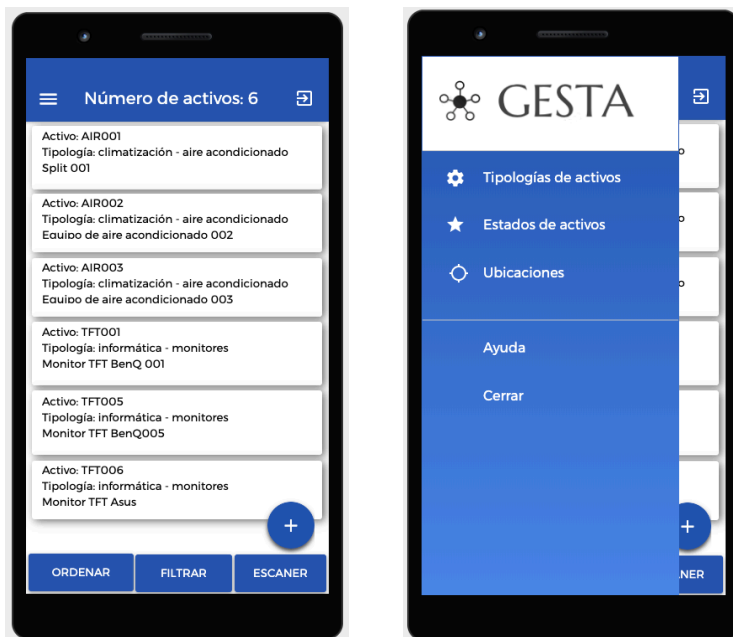 Número de activos: 6
Activo: AIR001
Tipología: climatización - aire acondicionado
Split 001
Activo: AIR002
Tipología: climatización - aire acondicionado
Equipo de aire acondicionado 002
Activo: AIR003
Tipología: climatización - aire acondicionado
Equipo de aire acondicionado 003
Activo: TFT001
Tipología: informática - monitores
Monitor TFT BenQ 001
Activo: TFT005
Tipología: informática - monitores
Monitor TFT BenQ005
Activo: TFT006
Tipología: informática - monitores
Monitor TFT Asus
+
ORDENAR
FILTRAR
ESCANER
GESTA
Tipologías de activos
Estados de activos
Ubicaciones
Ayuda
Cerrar
o
o
o
+
NER